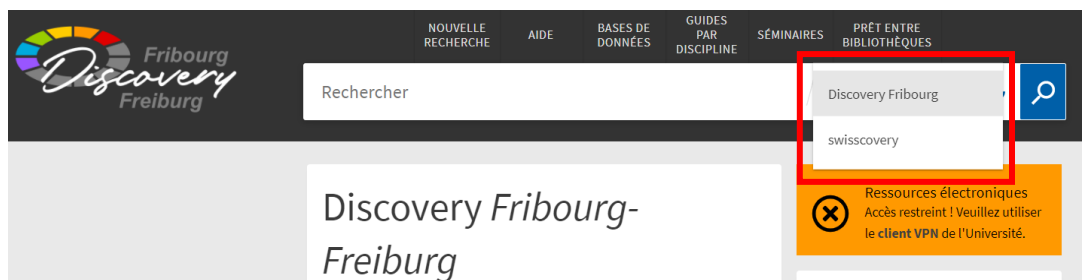 Fribourg
Discovery
Freiburg
NOUVELLE
RECHERCHE
AIDE
BASES DE
DONNÉES
GUIDES
PAR
DISCIPLINE
SÉMINAIRES
PRÊT ENTRE
BIBLIOTHÈQUES
Rechercher
Discovery Fribourg
swisscovery
Discovery Fribourg-
Freiburg
Ressources électroniques
Accès restreint ! Veuillez utiliser
le client VPN de l'Université.